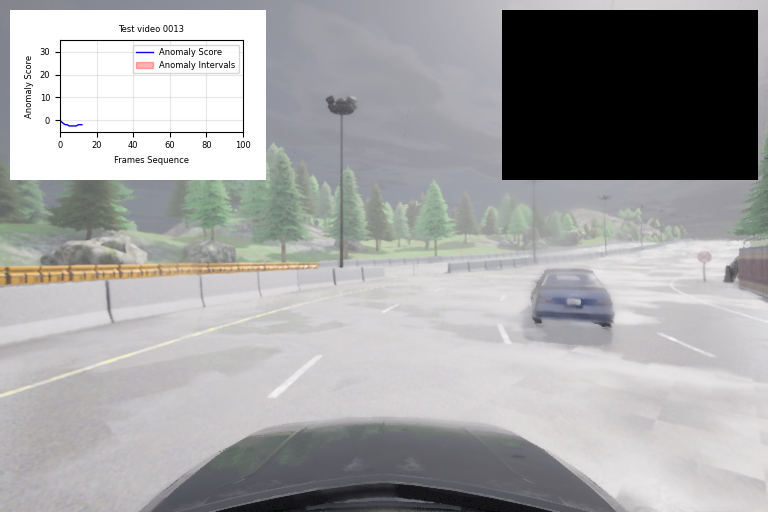 Test video 0013
Anomaly Score
30
20
10
0
Anomaly Score
Anomaly Intervals
0 20 40 60 80 100
Frames Sequence